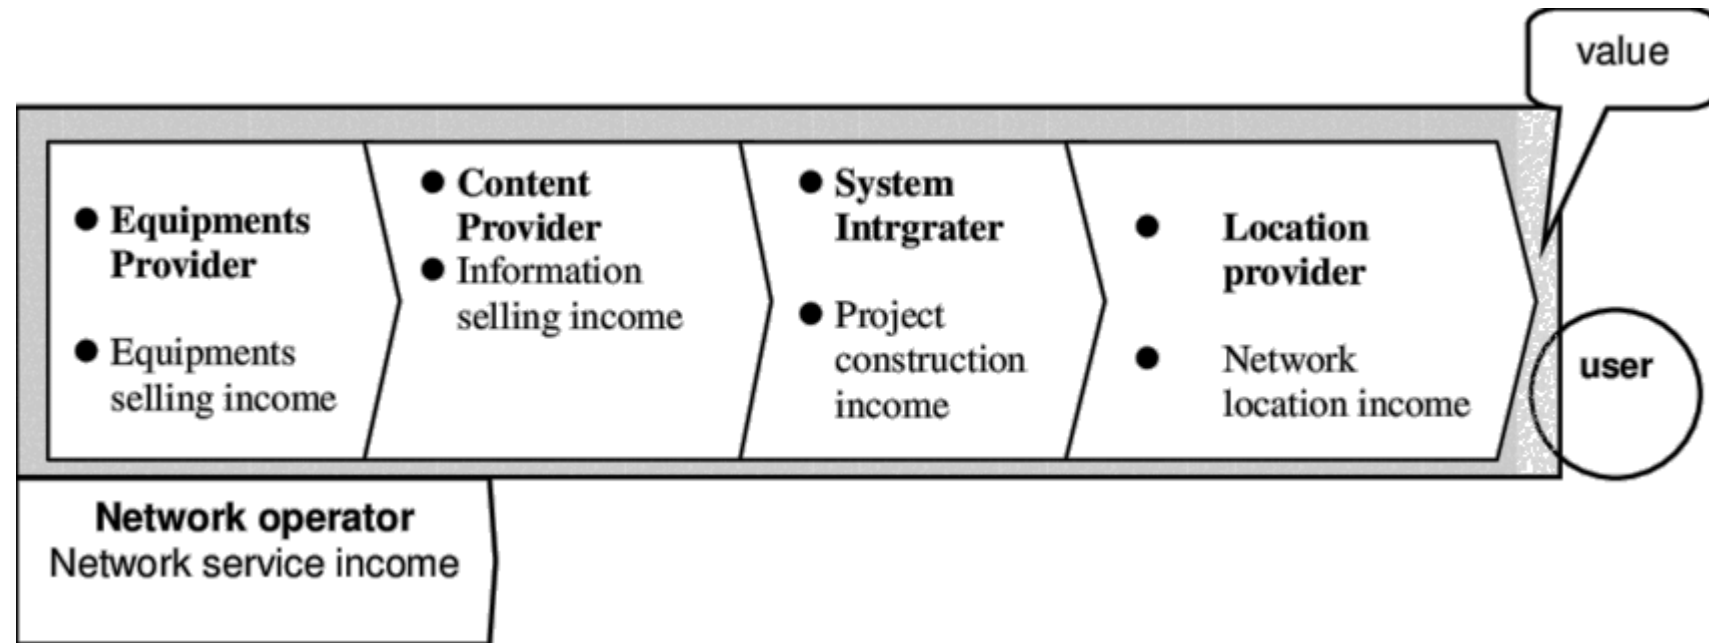 value
Equipments
Provider
Equipments
selling income
Content
Provider
Information
selling income
System
Intrgrater
Project
construction
income
Location
provider
Network
location income
user
Network operator
Network service income